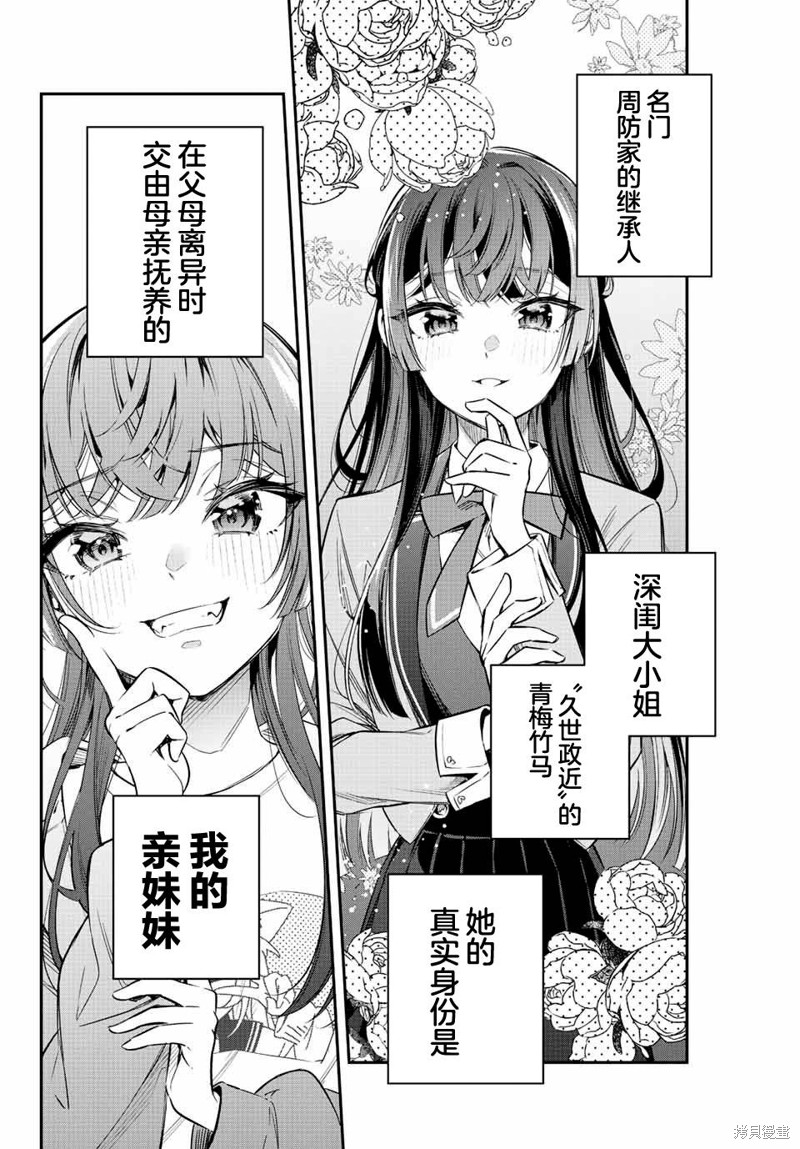 名门
周防家的继承人
深闺大小姐
“久世政近”的
青梅竹马
她的
真实身份是
在父母离异时
交由母亲抚养的
我的
亲妹妹
拷貝漫畫